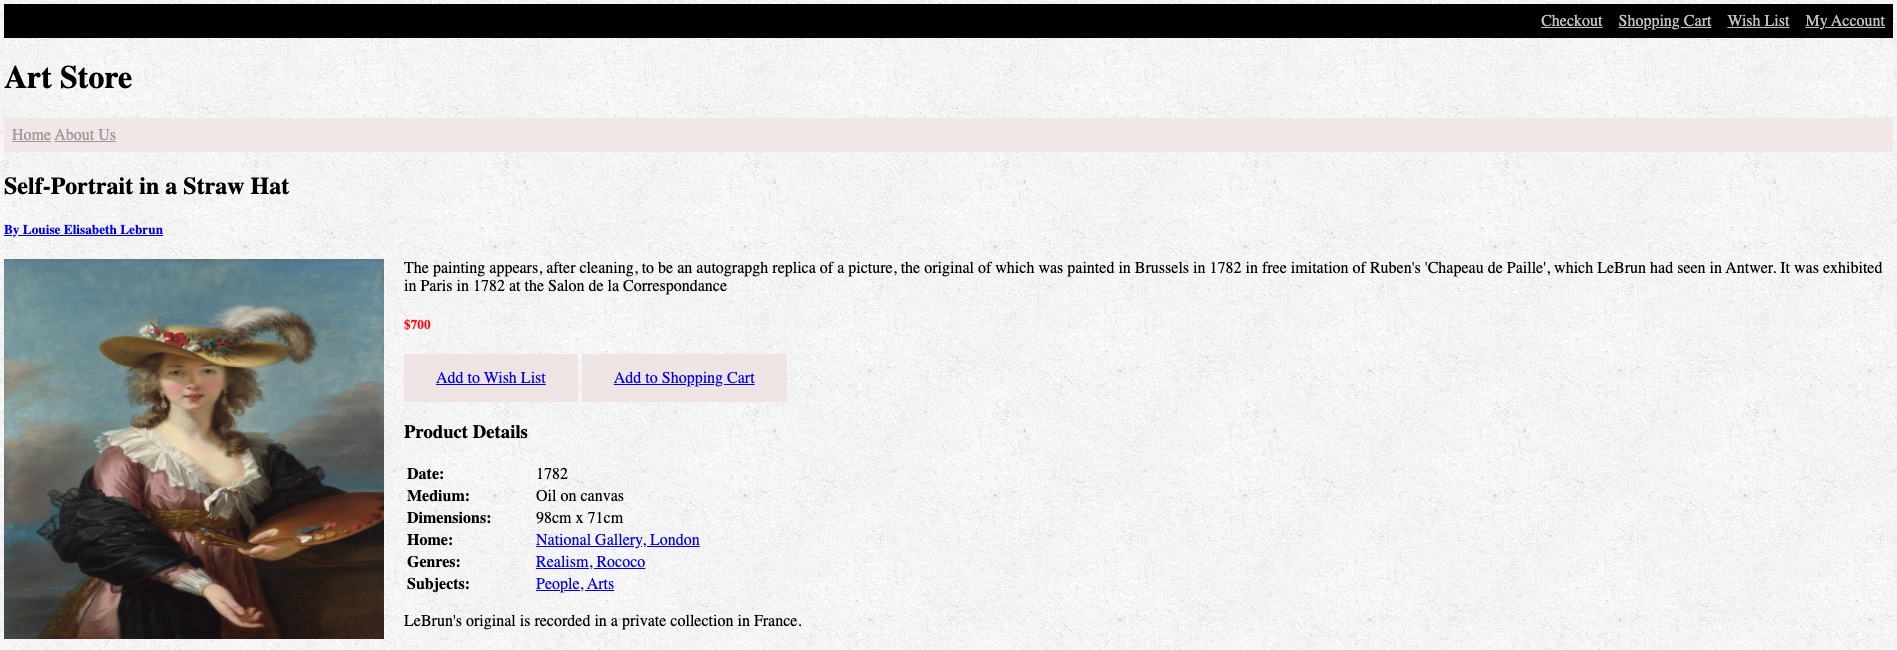 Checkout Shopping Cart Wish List My Account
Art Store
Home About Us
Self-Portrait in a Straw Hat
By Louise Elisabeth Lebrun
The painting appears, after cleaning, to be an autograpgh replica of a picture, the original of which was painted in Brussels in 1782 in free imitation of Ruben's 'Chapeau de Paille', which LeBrun had seen in Antwer. It was exhibited
in Paris in 1782 at the Salon de la Correspondance
$700
Add to Wish List Add to Shopping Cart
Product Details
Date: 1782
Medium: Oil on canvas
Dimensions: 98cm x 71cm
Home: National Gallery, London
Genres: Realism, Rococo
Subjects: People, Arts
LeBrun's original is recorded in a private collection in France.